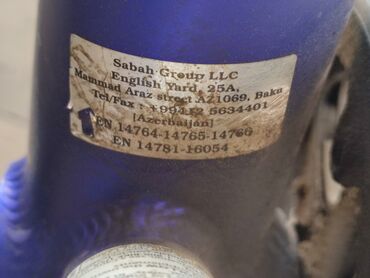 Sabah Group LLC
English Yard, 25A,
Mammad Araz street AZ1069, Baku
Tel/Fax : +99412 5634401
[Azerbaijan]
EN 14764-14765-14766
EN 14781-16054